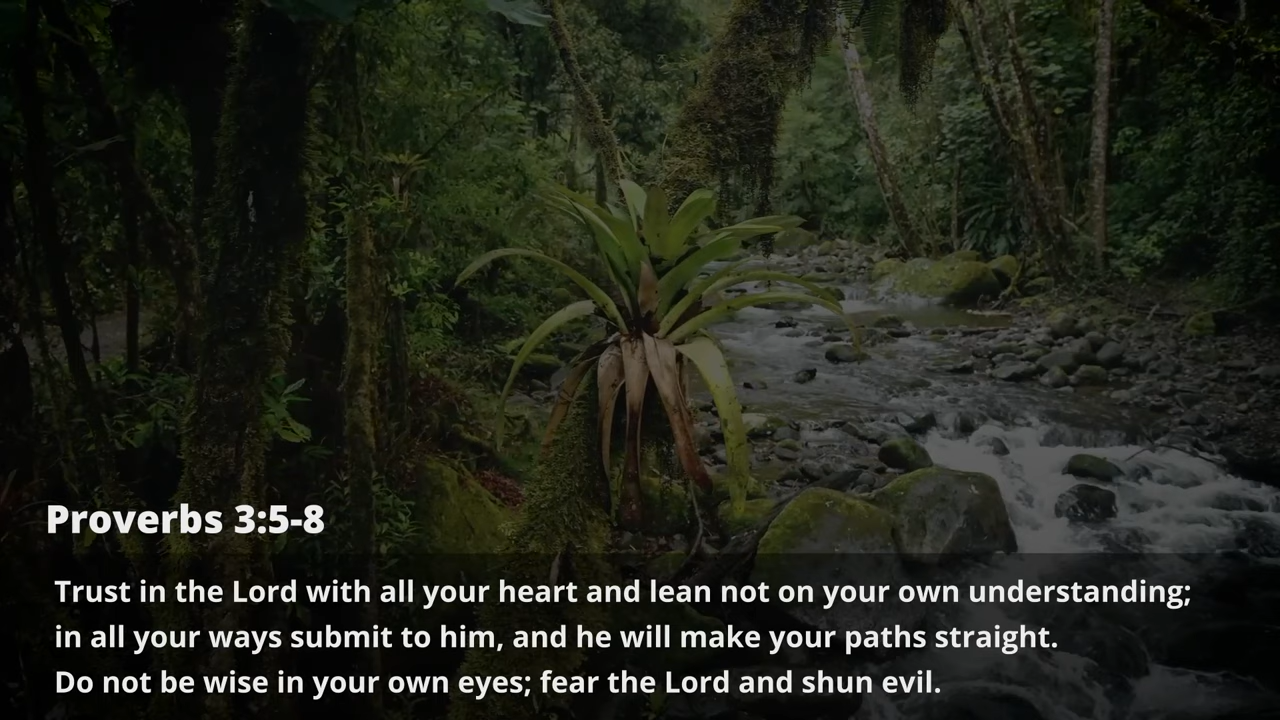 Proverbs 3:5-8
Trust in the Lord with all your heart and lean not on your own understanding;
in all your ways submit to him, and he will make your paths straight.
Do not be wise in your own eyes; fear the Lord and shun evil.